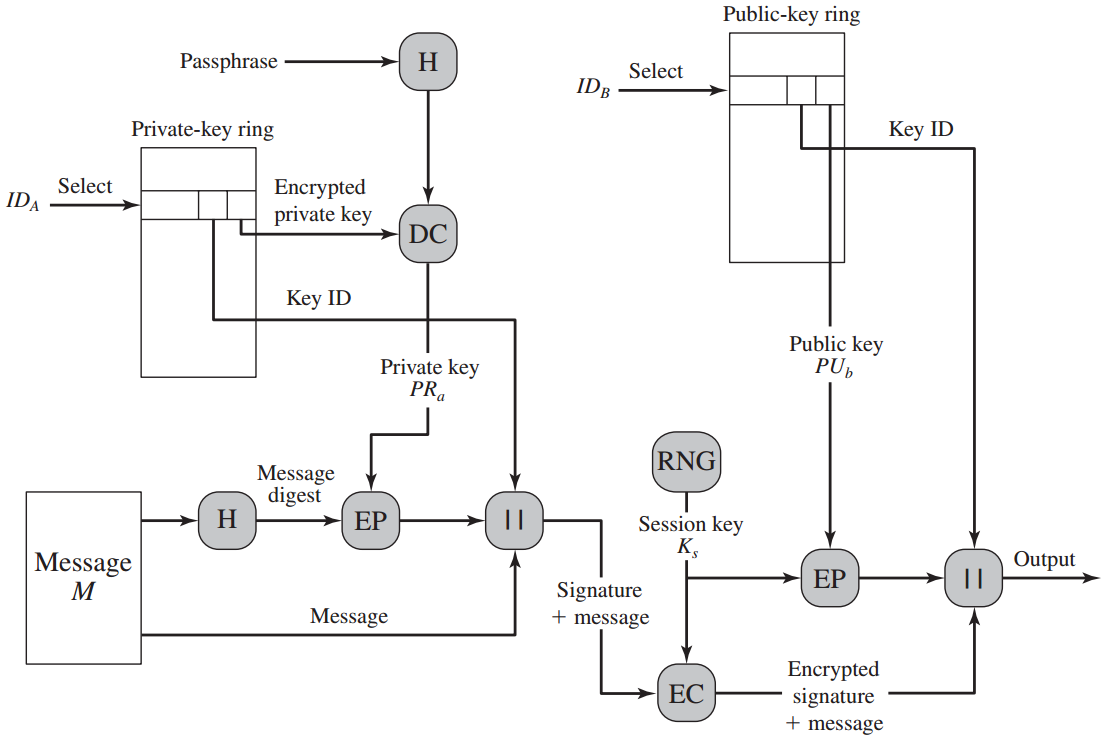 Public-key ring
Passphrase
H
Select
ID_B
Key ID
Private-key ring
Select
ID_A
Encrypted
private key
DC
Key ID
Public key
PU_b
Private key
PR_a
RNG
Message
digest
Session key
K_s
H
EP
||
Message
M
Signature
+ message
EP
||
Output
Message
EC
Encrypted
signature
+ message